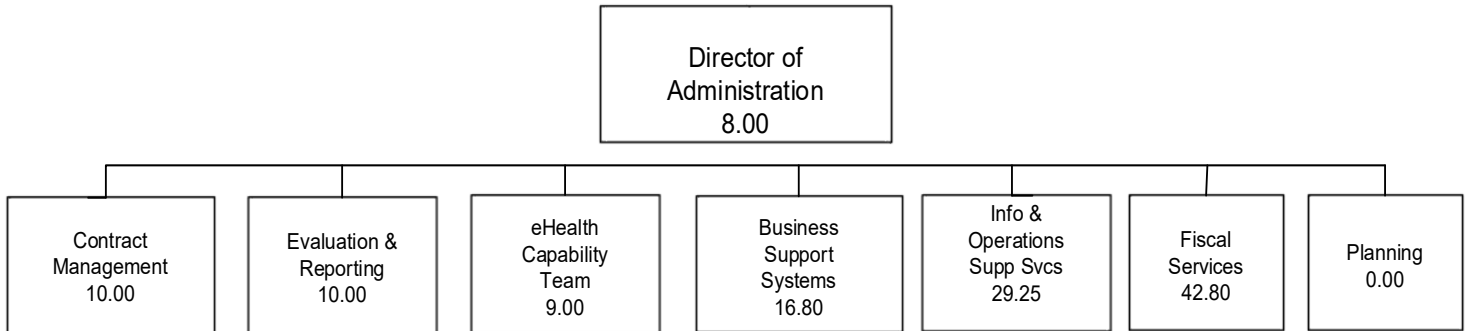 Director of
Administration
8.00
Contract
Management
10.00
Evaluation &
Reporting
10.00
eHealth
Capability
Team
9.00
Business
Support
Systems
16.80
Info &
Operations
Supp Svcs
29.25
Fiscal
Services
42.80
Planning
0.00